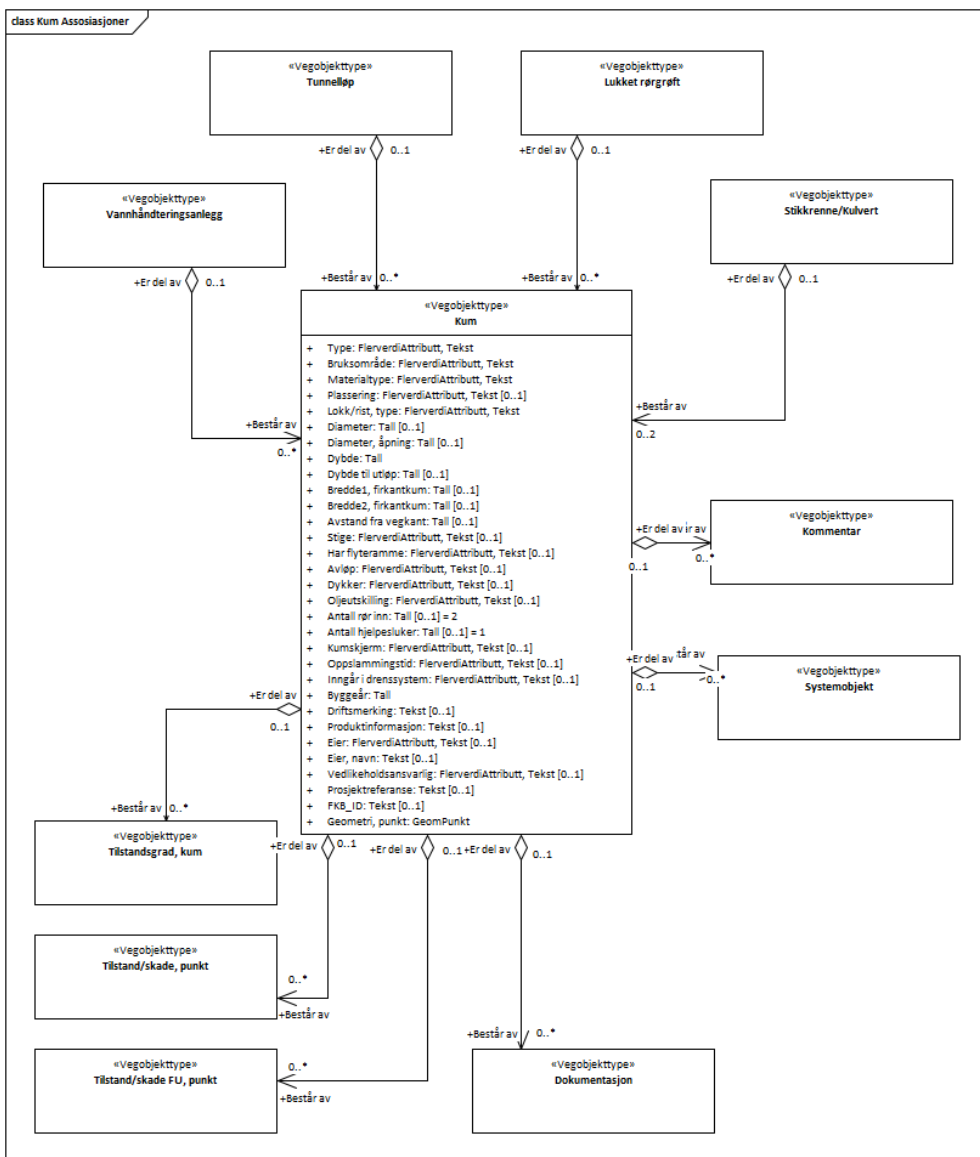 class Kum Assosiasjoner
«Vegobjekttype»
Tunnelløp
«Vegobjekttype»
Lukket rørgrøft
+Er del av 0..1
+Er del av 0..1
«Vegobjekttype»
Vannhåndteringsanlegg
«Vegobjekttype»
Stikkrenne/Kulvert
+Er del av 0..1
+Er del av 0..1
+Består av 0..*
+Består av 0..*
«Vegobjekttype»
Kum
+ Type: FlerverdiAttributt, Tekst
+ Bruksområde: FlerverdiAttributt, Tekst
+ Materialtype: FlerverdiAttributt, Tekst
+ Plassering: FlerverdiAttributt, Tekst [0..1]
+ Lokk/rist, type: FlerverdiAttributt, Tekst
+ Diameter: Tall [0..1]
+ Diameter, åpning: Tall [0..1]
+ Dybde: Tall
+ Dybde til utløp: Tall [0..1]
+ Bredde1, firkantkum: Tall [0..1]
+ Bredde2, firkantkum: Tall [0..1]
+ Avstand fra vegkant: Tall [0..1]
+ Stige: FlerverdiAttributt, Tekst [0..1]
+ Har flyteramme: FlerverdiAttributt, Tekst [0..1]
+ Avløp: FlerverdiAttributt, Tekst [0..1]
+ Dykker: FlerverdiAttributt, Tekst [0..1]
+ Oljeutskilling: FlerverdiAttributt, Tekst [0..1]
+ Antall rør inn: Tall [0..1] = 2
+ Antall hjelpesluker: Tall [0..1] = 1
+ Kumskjerm: FlerverdiAttributt, Tekst [0..1]
+ Oppslammingstid: FlerverdiAttributt, Tekst [0..1]
+ Inngår i drenssystem: FlerverdiAttributt, Tekst [0..1]
+ Byggeår: Tall
+ Driftsmerking: Tekst [0..1]
+ Produktinformasjon: Tekst [0..1]
+ Eier: FlerverdiAttributt, Tekst [0..1]
+ Eier, navn: Tekst [0..1]
+ Vedlikeholdsansvarlig: FlerverdiAttributt, Tekst [0..1]
+ Prosjektreferanse: Tekst [0..1]
+ FKB_ID: Tekst [0..1]
+ Geometri, punkt: GeomPunkt
+Består av
0..*
+Består av
0..2
+Er del av ir av
0..1
0..*
«Vegobjekttype»
Kommentar
+Er del av tår av
0..1
0..*
«Vegobjekttype»
Systemobjekt
+Er del av
0..1
+Består av 0..*
«Vegobjekttype»
Tilstandsgrad, kum
+Er del av 0..1
+Er del av 0..1
+Er del av 0..1
«Vegobjekttype»
Tilstand/skade, punkt
0..*
+Består av
«Vegobjekttype»
Tilstand/skade FU, punkt
0..*
+Består av
+Består av 0..*
«Vegobjekttype»
Dokumentasjon